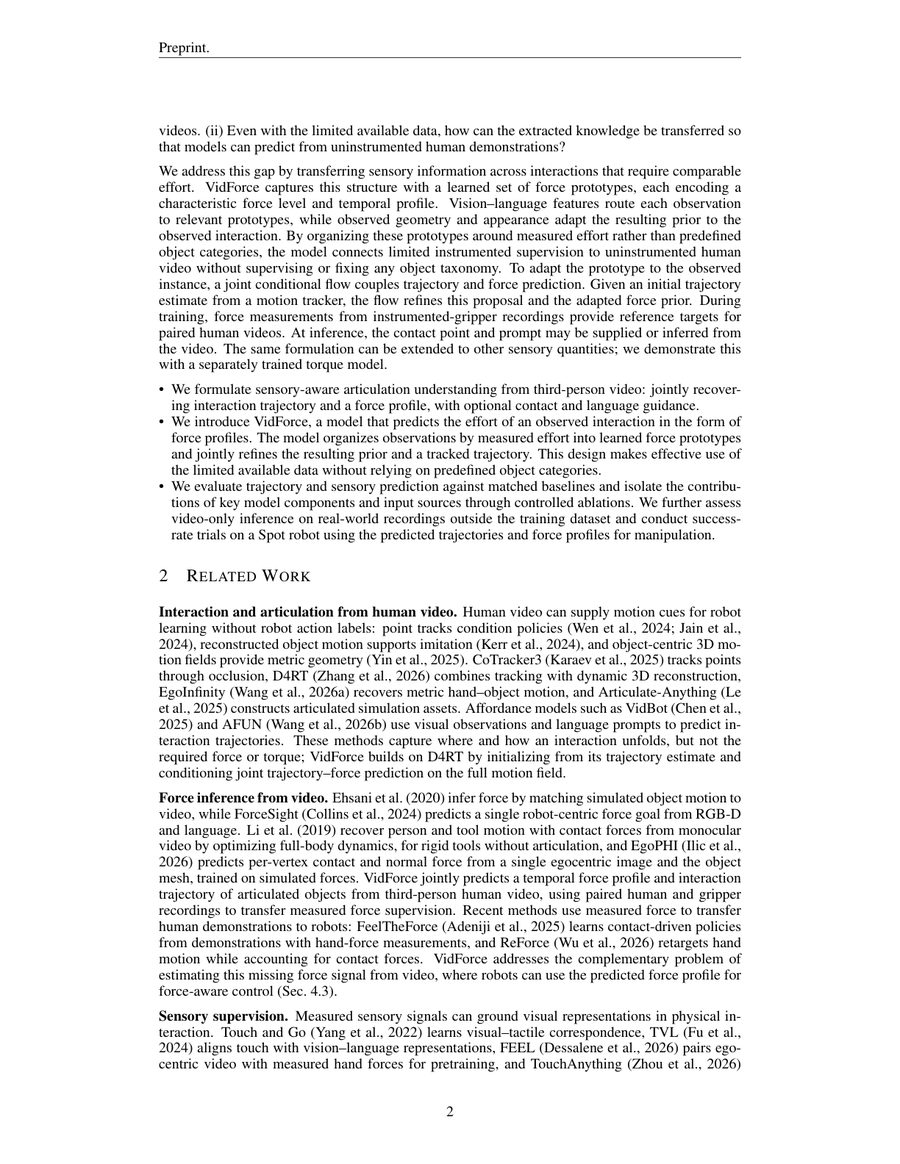 Preprint.
videos. (ii) Even with the limited available data, how can the extracted knowledge be transferred so
that models can predict from uninstrumented human demonstrations?
We address this gap by transferring sensory information across interactions that require comparable
effort. VidForce captures this structure with a learned set of force prototypes, each encoding a
characteristic force level and temporal profile. Vision–language features route each observation
to relevant prototypes, while observed geometry and appearance adapt the resulting prior to the
observed interaction. By organizing these prototypes around measured effort rather than predefined
object categories, the model connects limited instrumented supervision to uninstrumented human
video without supervising or fixing any object taxonomy. To adapt the prototype to the observed
instance, a joint conditional flow couples trajectory and force prediction. Given an initial trajectory
estimate from a motion tracker, the flow refines this proposal and the adapted force prior. During
training, force measurements from instrumented-gripper recordings provide reference targets for
paired human videos. At inference, the contact point and prompt may be supplied or inferred from
the video. The same formulation can be extended to other sensory quantities; we demonstrate this
with a separately trained torque model.
• We formulate sensory-aware articulation understanding from third-person video: jointly recover-
ing interaction trajectory and a force profile, with optional contact and language guidance.
• We introduce VidForce, a model that predicts the effort of an observed interaction in the form of
force profiles. The model organizes observations by measured effort into learned force prototypes
and jointly refines the resulting prior and a tracked trajectory. This design makes effective use of
the limited available data without relying on predefined object categories.
• We evaluate trajectory and sensory prediction against matched baselines and isolate the contribu-
tions of key model components and input sources through controlled ablations. We further assess
video-only inference on real-world recordings outside the training dataset and conduct success-
rate trials on a Spot robot using the predicted trajectories and force profiles for manipulation.
2 RELATED WORK
Interaction and articulation from human video. Human video can supply motion cues for robot
learning without robot action labels: point tracks condition policies (Wen et al., 2024; Jain et al.,
2024), reconstructed object motion supports imitation (Kerr et al., 2024), and object-centric 3D mo-
tion fields provide metric geometry (Yin et al., 2025). CoTracker3 (Karaev et al., 2025) tracks points
through occlusion, D4RT (Zhang et al., 2026) combines tracking with dynamic 3D reconstruction,
EgoInfinity (Wang et al., 2026a) recovers metric hand–object motion, and Articulate-Anything (Le
et al., 2025) constructs articulated simulation assets. Affordance models such as VidBot (Chen et al.,
2025) and AFUN (Wang et al., 2026b) use visual observations and language prompts to predict in-
teraction trajectories. These methods capture where and how an interaction unfolds, but not the
required force or torque; VidForce builds on D4RT by initializing from its trajectory estimate and
conditioning joint trajectory–force prediction on the full motion field.
Force inference from video. Ehsani et al. (2020) infer force by matching simulated object motion to
video, while ForceSight (Collins et al., 2024) predicts a single robot-centric force goal from RGB-D
and language. Li et al. (2019) recover person and tool motion with contact forces from monocular
video by optimizing full-body dynamics, for rigid tools without articulation, and EgoPHI (Ilic et al.,
2026) predicts per-vertex contact and normal force from a single egocentric image and the object
mesh, trained on simulated forces. VidForce jointly predicts a temporal force profile and interaction
trajectory of articulated objects from third-person human video, using paired human and gripper
recordings to transfer measured force supervision. Recent methods use measured force to transfer
human demonstrations to robots: FeelTheForce (Adeniji et al., 2025) learns contact-driven policies
from demonstrations with hand-force measurements, and ReForce (Wu et al., 2026) retargets hand
motion while accounting for contact forces. VidForce addresses the complementary problem of
estimating this missing force signal from video, where robots can use the predicted force profile for
force-aware control (Sec. 4.3).
Sensory supervision. Measured sensory signals can ground visual representations in physical in-
teraction. Touch and Go (Yang et al., 2022) learns visual–tactile correspondence, TVL (Fu et al.,
2024) aligns touch with vision–language representations, FEEL (Dessalene et al., 2026) pairs ego-
centric video with measured hand forces for pretraining, and TouchAnything (Zhou et al., 2026)
2